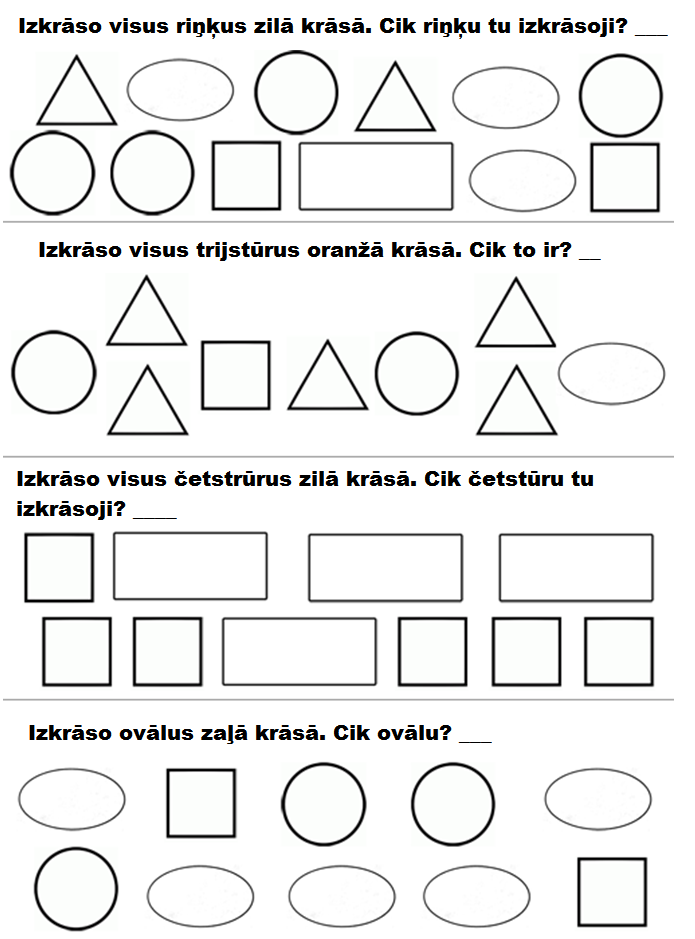 Izkrāso visus riņķus zilā krāsā. Cik riņķu tu izkrāsoji? ___
Izkrāso visus trijstūrus oranžā krāsā. Cik to ir? __
Izkrāso visus četstrūrus zilā krāsā. Cik četstūru tu
izkrāsoji? ____
Izkrāso ovālus zaļā krāsā. Cik ovālu? ___